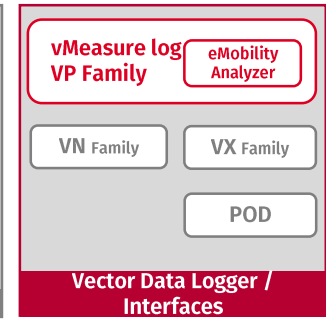 vMeasure log
VP Family
eMobility
Analyzer
VN Family
VX Family
POD
Vector Data Logger /
Interfaces